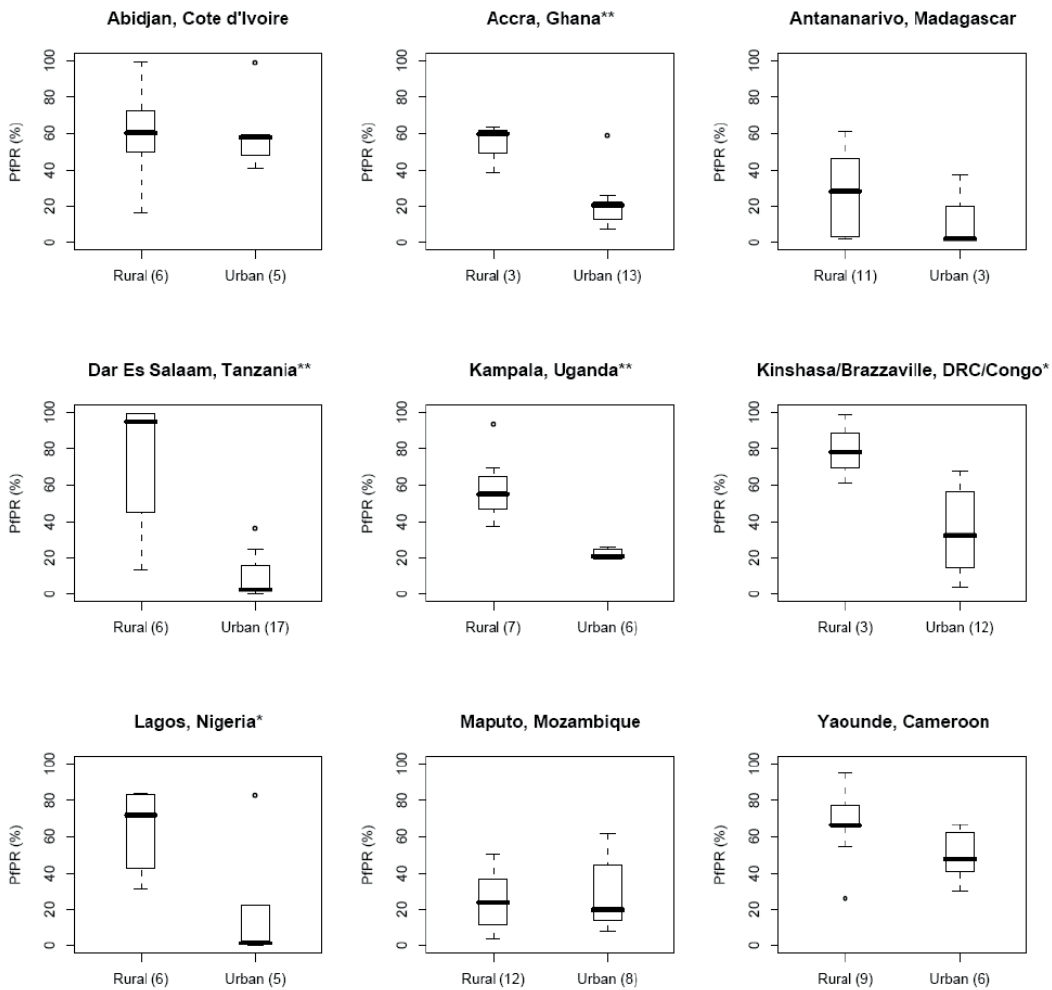 Abidjan, Cote d'Ivoire
PfPR (%)
100
80
60
40
20
0
Rural (6) Urban (5)
Accra, Ghana**
PfPR (%)
100
80
60
40
20
0
Rural (3) Urban (13)
Antananarivo, Madagascar
PfPR (%)
100
80
60
40
20
0
Rural (11) Urban (3)
Dar Es Salaam, Tanzania**
PfPR (%)
100
80
60
40
20
0
Rural (6) Urban (17)
Kampala, Uganda**
PfPR (%)
100
80
60
40
20
0
Rural (7) Urban (6)
Kinshasa/Brazzaville, DRC/Congo*
PfPR (%)
100
80
60
40
20
0
Rural (3) Urban (12)
Lagos, Nigeria*
PfPR (%)
100
80
60
40
20
0
Rural (6) Urban (5)
Maputo, Mozambique
PfPR (%)
100
80
60
40
20
0
Rural (12) Urban (8)
Yaounde, Cameroon
PfPR (%)
100
80
60
40
20
0
Rural (9) Urban (6)